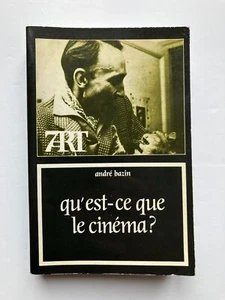 7ART
andré bazin
qu'est-ce que
le cinéma?